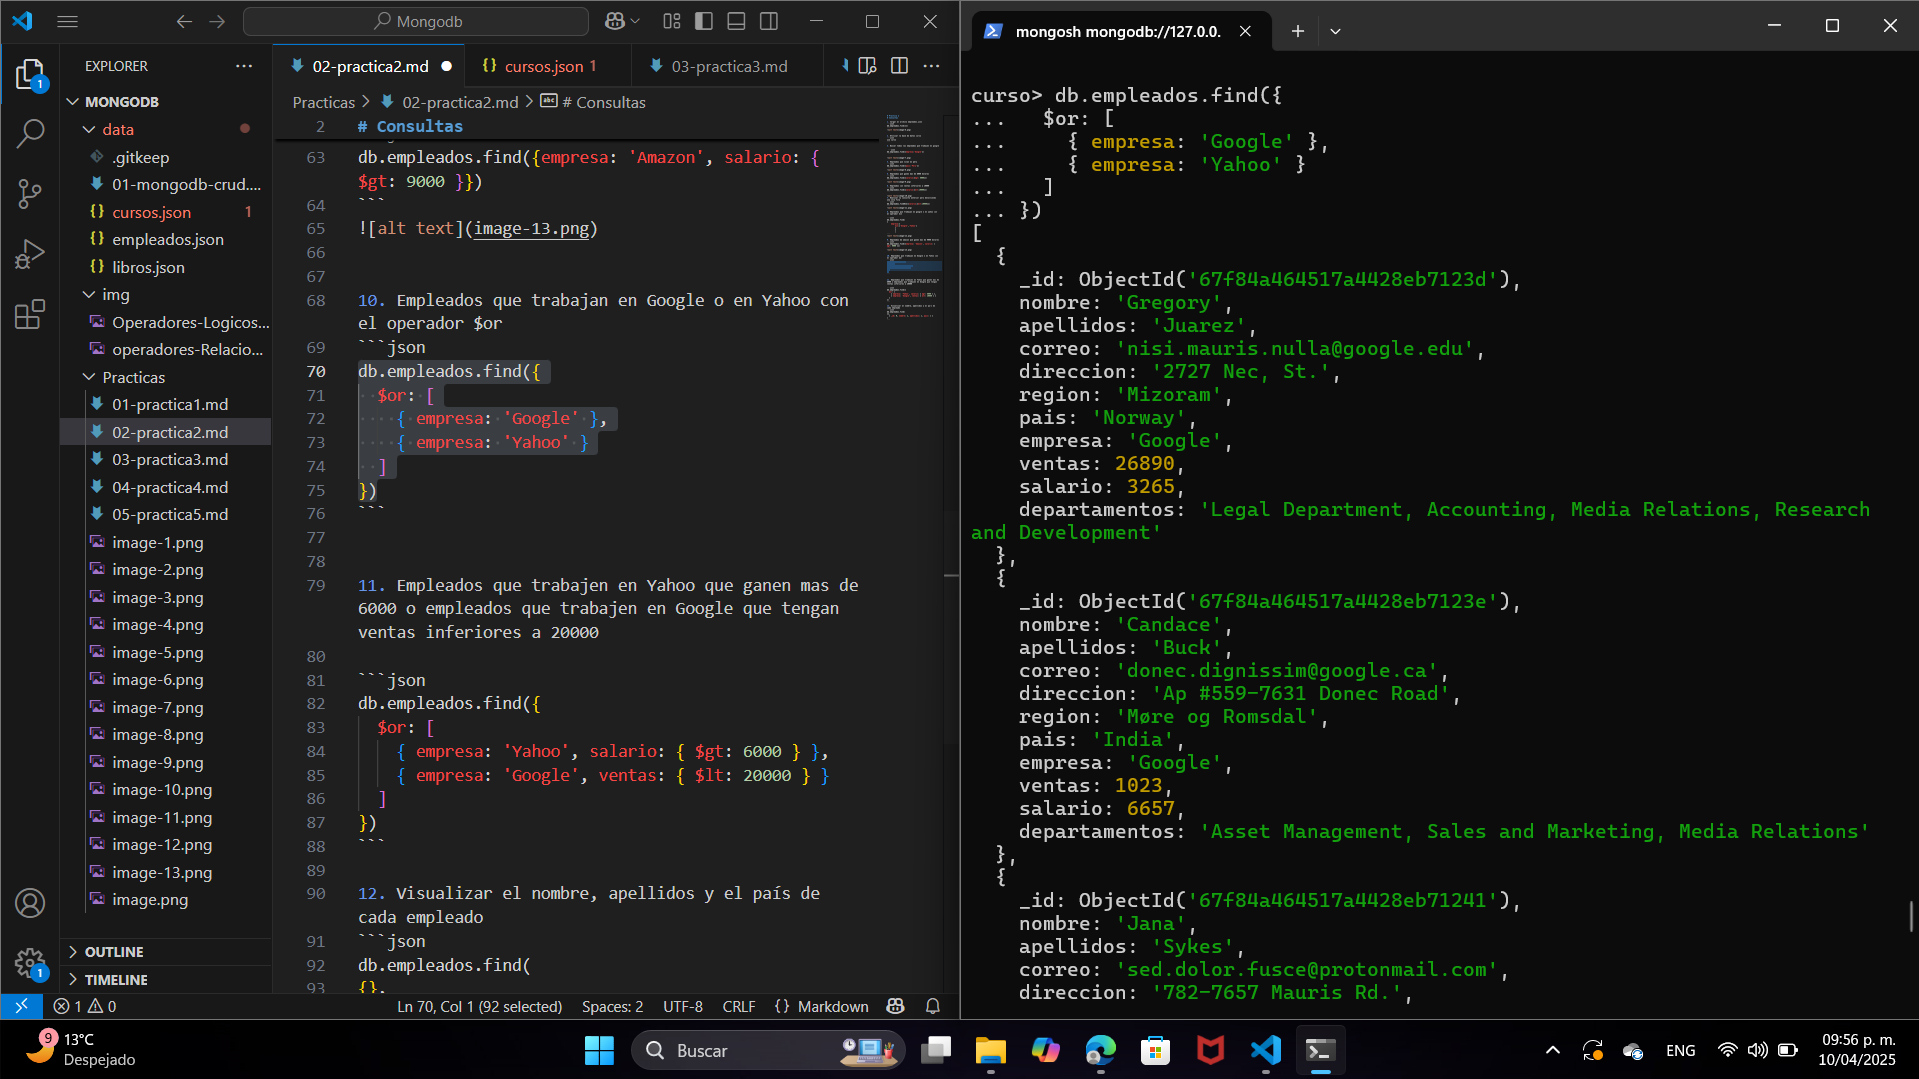 Mongodb
EXPLORER
MONGODB
data
.gitkeep
01-mongodb-crud....
cursos.json 1
empleados.json
libros.json
img
Operadores-Logicos...
operadores-Relacio...
Practicas
01-practica1.md
02-practica2.md
03-practica3.md
04-practica4.md
05-practica5.md
image-1.png
image-2.png
image-3.png
image-4.png
image-5.png
image-6.png
image-7.png
image-8.png
image-9.png
image-10.png
image-11.png
image-12.png
image-13.png
image.png
OUTLINE
TIMELINE
1
1
02-practica2.md
cursos.json 1
03-practica3.md
Practicas > 02-practica2.md > # Consultas
2 # Consultas
63 db.empleados.find({empresa: 'Amazon', salario: {
$gt: 9000 }})
64 ```
65 ![alt text](image-13.png)
66
67
68 10. Empleados que trabajan en Google o en Yahoo con
el operador $or
69 ```json
70 db.empleados.find({
71 $or: [
72 { empresa: 'Google' },
73 { empresa: 'Yahoo' }
74 ]
75 })
76 ```
77
78
79 11. Empleados que trabajen en Yahoo que ganen mas de
6000 o empleados que trabajen en Google que tengan
ventas inferiores a 20000
80
81 ```json
82 db.empleados.find({
83 $or: [
84 { empresa: 'Yahoo', salario: { $gt: 6000 } },
85 { empresa: 'Google', ventas: { $lt: 20000 } }
86 ]
87 })
88 ```
89
90 12. Visualizar el nombre, apellidos y el país de
cada empleado
91 ```json
92 db.empleados.find(
93 {},
1 0
Ln 70, Col 1 (92 selected)
Spaces: 2
UTF-8
CRLF
{} Markdown
mongosh mongodb://127.0.0.
curso> db.empleados.find({
... $or: [
... { empresa: 'Google' },
... { empresa: 'Yahoo' }
... ]
... })
[
{
_id: ObjectId('67f84a464517a4428eb7123d'),
nombre: 'Gregory',
apellidos: 'Juarez',
correo: 'nisi.mauris.nulla@google.edu',
direccion: '2727 Nec, St.',
region: 'Mizoram',
pais: 'Norway',
empresa: 'Google',
ventas: 26890,
salario: 3265,
departamentos: 'Legal Department, Accounting, Media Relations, Research
and Development'
},
{
_id: ObjectId('67f84a464517a4428eb7123e'),
nombre: 'Candace',
apellidos: 'Buck',
correo: 'donec.dignissim@google.ca',
direccion: 'Ap #559-7631 Donec Road',
region: 'Møre og Romsdal',
pais: 'India',
empresa: 'Google',
ventas: 1023,
salario: 6657,
departamentos: 'Asset Management, Sales and Marketing, Media Relations'
},
{
_id: ObjectId('67f84a464517a4428eb71241'),
nombre: 'Jana',
apellidos: 'Sykes',
correo: 'sed.dolor.fusce@protonmail.com',
direccion: '782-7657 Mauris Rd.',
9
13°C
Despejado
Buscar
ENG
09:56 p. m.
10/04/2025